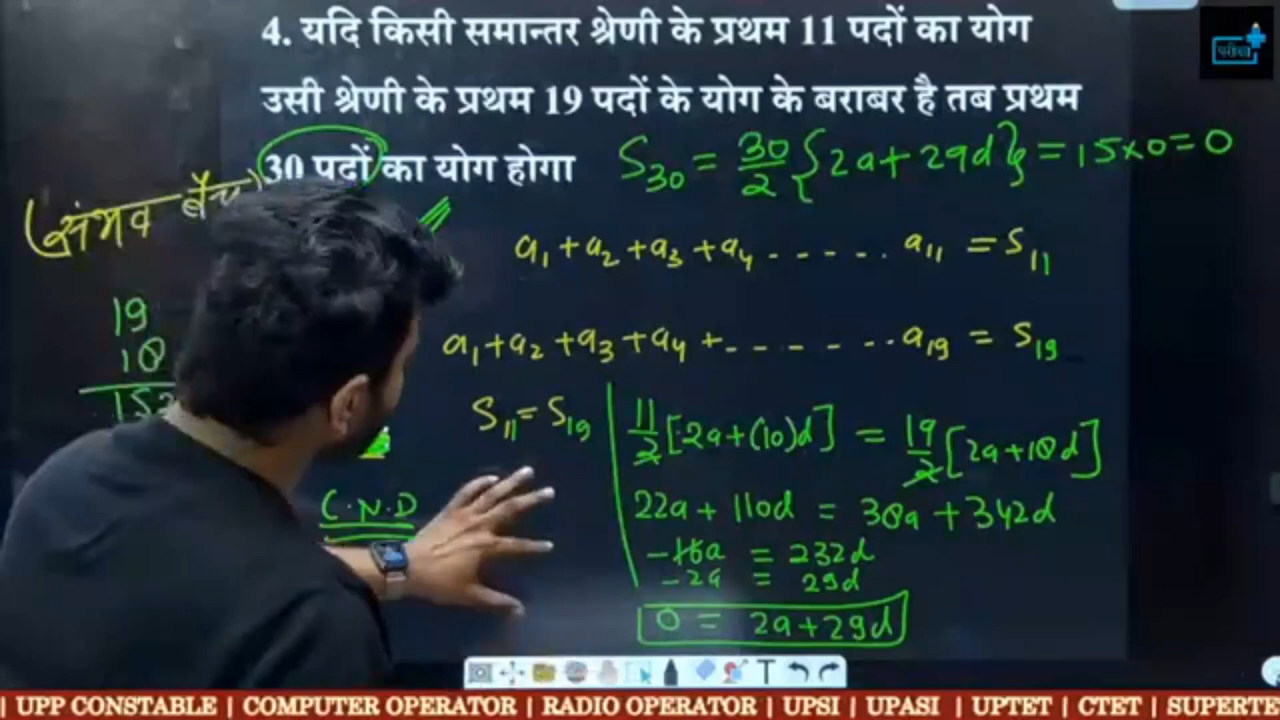 4. यदि किसी समान्तर श्रेणी के प्रथम 11 पदों का योग
परीक्षा
उसी श्रेणी के प्रथम 19 पदों के योग के बराबर है तब प्रथम
30 पदों का योग होगा
S₃₀ = 30/2 {2a + 29d} = 15×0 = 0
(संभव बैच)
a₁ + a₂ + a₃ + a₄ - - - - . . a₁₁ = S₁₁
19
18
152
a₁ + a₂ + a₃ + a₄ + - - - - - . . a₁₉ = S₁₉
S₁₁ = S₁₉
11/2 [2a+(10)d] = 19/2 [2a+18d]
22a + 110d = 38a + 342d
-16a = 232d
-2a = 29d
0 = 2a + 29d
C.N.D
T
| UPP CONSTABLE | COMPUTER OPERATOR | RADIO OPERATOR | UPSI | UPASI | UPTET | CTET | SUPERTE